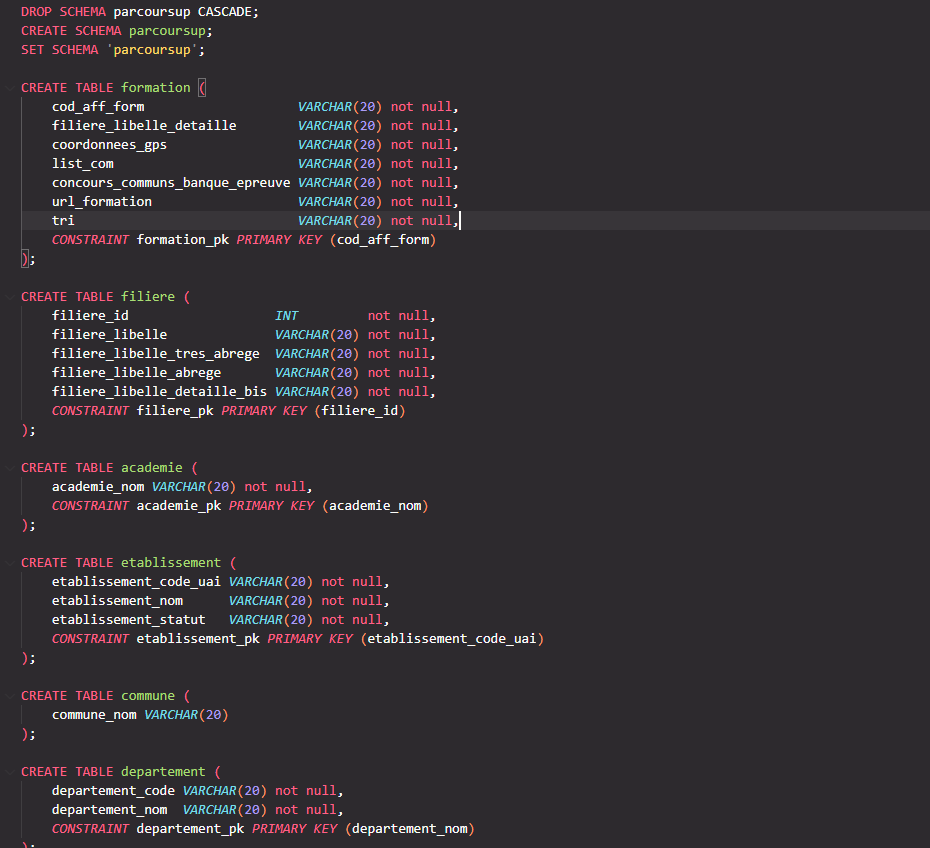 DROP SCHEMA parcoursup CASCADE;
CREATE SCHEMA parcoursup;
SET SCHEMA 'parcoursup';
CREATE TABLE formation (
cod_aff_form VARCHAR(20) not null,
filiere_libelle_detaille VARCHAR(20) not null,
coordonnees_gps VARCHAR(20) not null,
list_com VARCHAR(20) not null,
concours_communs_banque_epreuve VARCHAR(20) not null,
url_formation VARCHAR(20) not null,
tri VARCHAR(20) not null,
CONSTRAINT formation_pk PRIMARY KEY (cod_aff_form)
);
CREATE TABLE filiere (
filiere_id INT not null,
filiere_libelle VARCHAR(20) not null,
filiere_libelle_tres_abrege VARCHAR(20) not null,
filiere_libelle_abrege VARCHAR(20) not null,
filiere_libelle_detaille_bis VARCHAR(20) not null,
CONSTRAINT filiere_pk PRIMARY KEY (filiere_id)
);
CREATE TABLE academie (
academie_nom VARCHAR(20) not null,
CONSTRAINT academie_pk PRIMARY KEY (academie_nom)
);
CREATE TABLE etablissement (
etablissement_code_uai VARCHAR(20) not null,
etablissement_nom VARCHAR(20) not null,
etablissement_statut VARCHAR(20) not null,
CONSTRAINT etablissement_pk PRIMARY KEY (etablissement_code_uai)
);
CREATE TABLE commune (
commune_nom VARCHAR(20)
);
CREATE TABLE departement (
departement_code VARCHAR(20) not null,
departement_nom VARCHAR(20) not null,
CONSTRAINT departement_pk PRIMARY KEY (departement_nom)
);